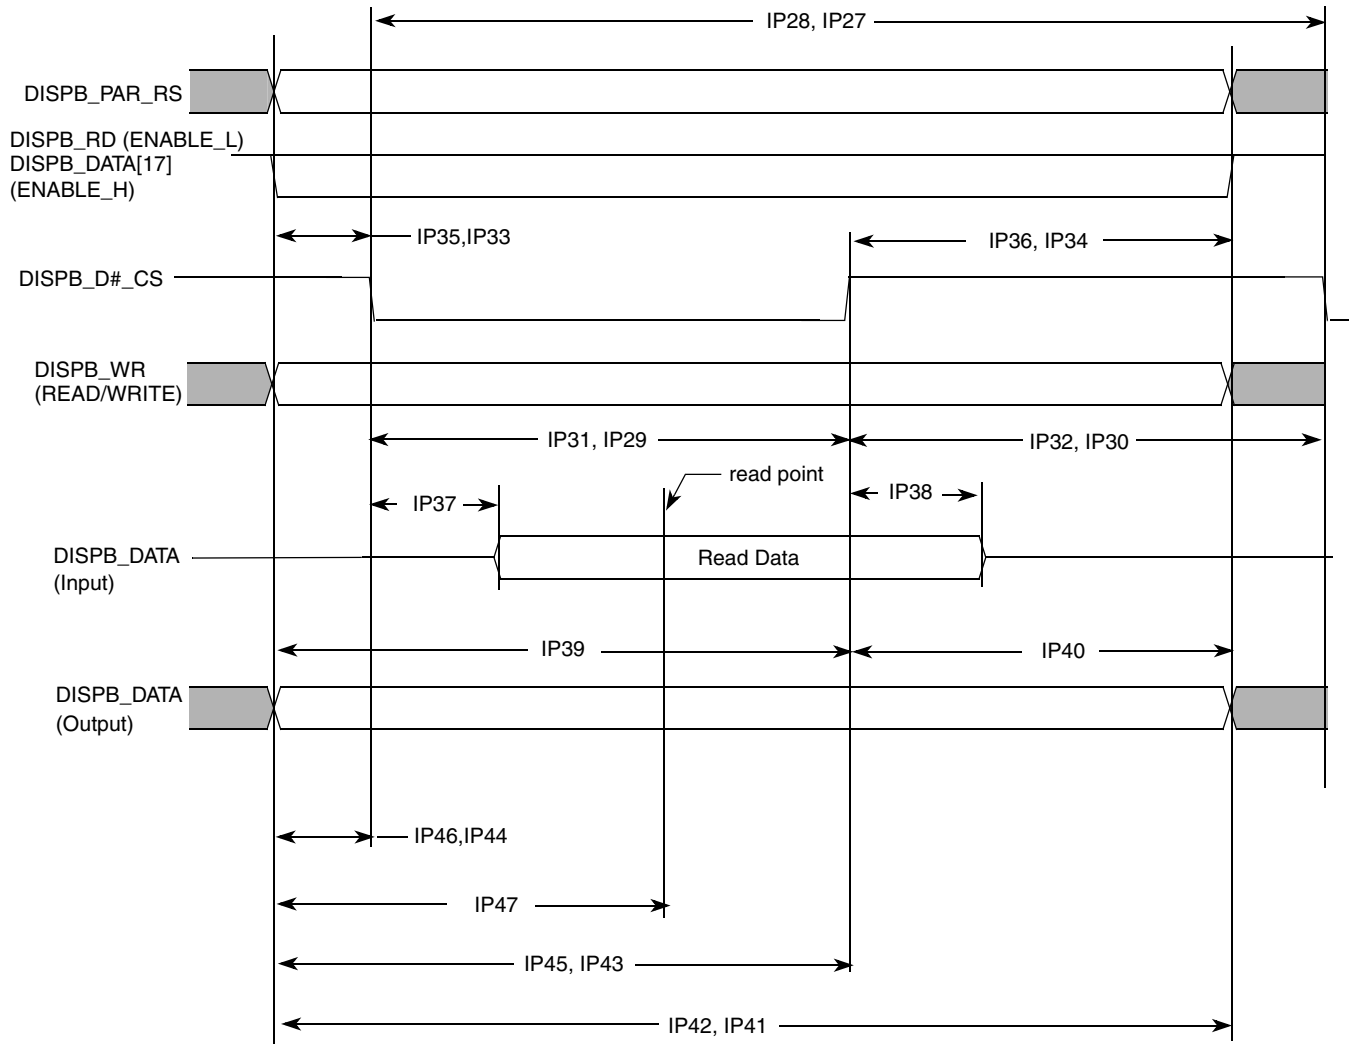 IP28, IP27
DISPB_PAR_RS
DISPB_RD (ENABLE_L)
DISPB_DATA[17]
(ENABLE_H)
IP35,IP33
IP36, IP34
DISPB_D#_CS
DISPB_WR
(READ/WRITE)
IP31, IP29
IP32, IP30
read point
IP37
IP38
DISPB_DATA
(Input)
Read Data
IP39
IP40
DISPB_DATA
(Output)
IP46,IP44
IP47
IP45, IP43
IP42, IP41